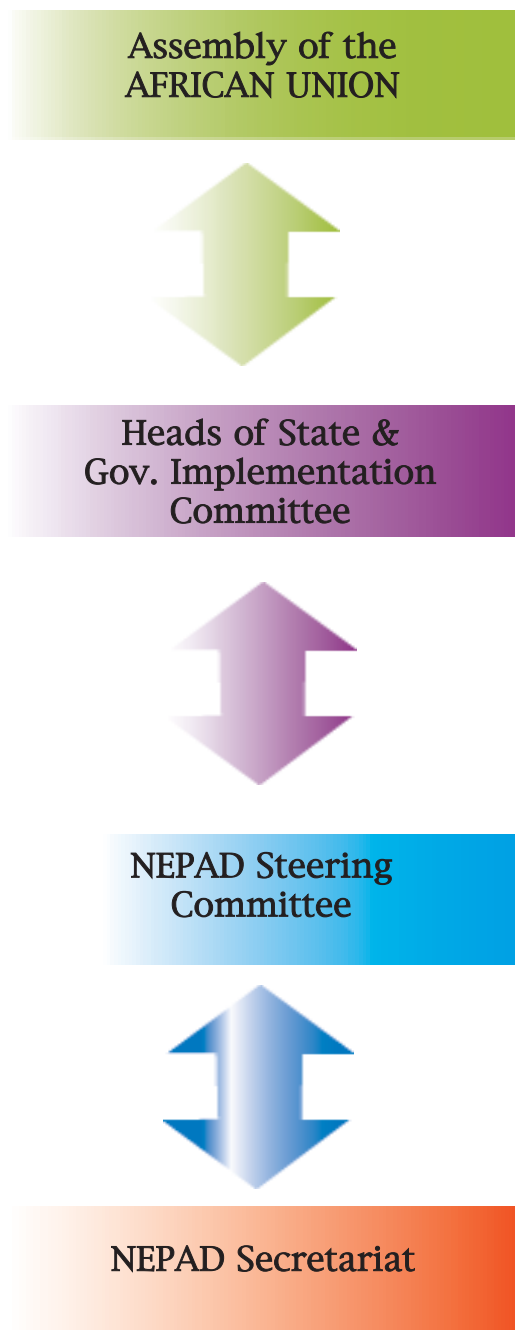 Assembly of the
AFRICAN UNION
Heads of State &
Gov. Implementation
Committee
NEPAD Steering
Committee
NEPAD Secretariat